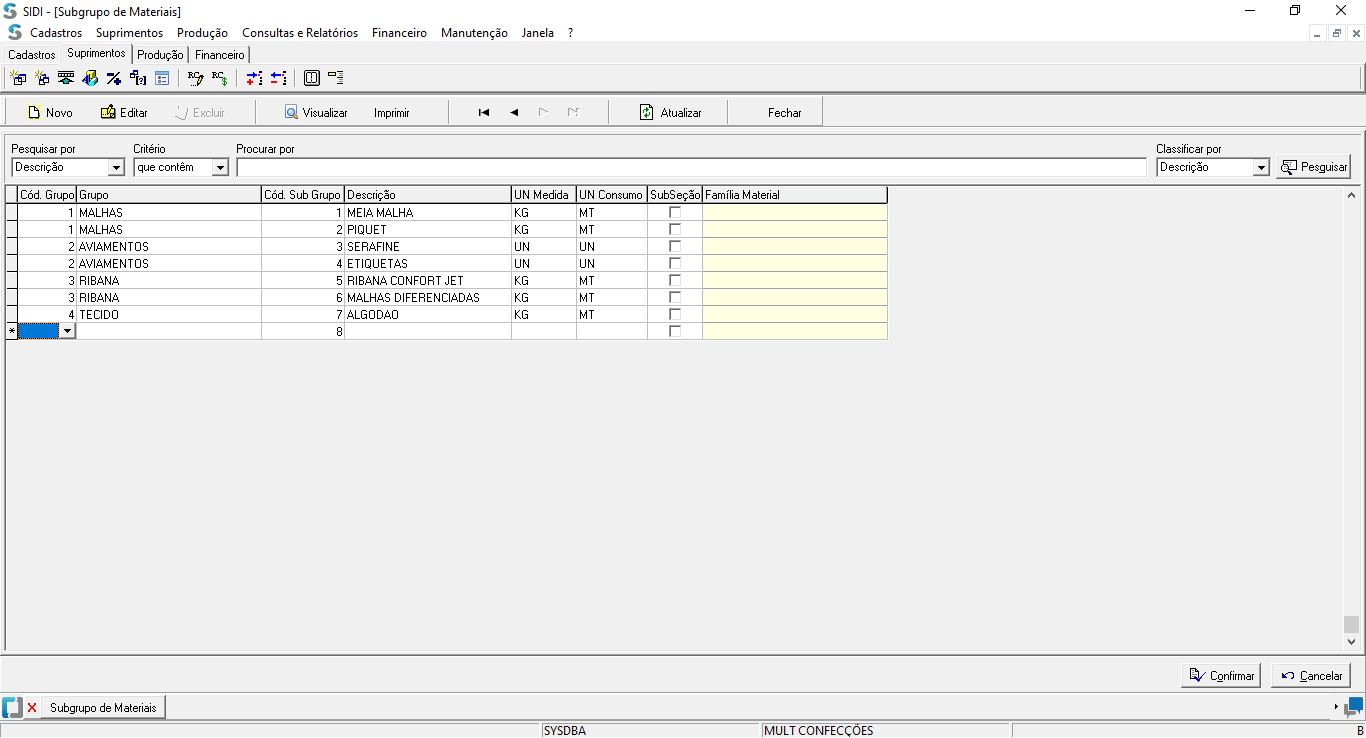 SIDI - [Subgrupo de Materiais]
Cadastros Suprimentos Produção Consultas e Relatórios Financeiro Manutenção Janela ?
Cadastros Suprimentos Produção Financeiro
Novo Editar Excluir Visualizar Imprimir Atualizar Fechar
Pesquisar por Critério Procurar por Classificar por
Descrição que contêm Descrição Pesquisar
Cód. Grupo Grupo Cód. Sub Grupo Descrição UN Medida UN Consumo SubSeção Família Material
1 MALHAS 1 MEIA MALHA KG MT
1 MALHAS 2 PIQUET KG MT
2 AVIAMENTOS 3 SERAFINE UN UN
2 AVIAMENTOS 4 ETIQUETAS UN UN
3 RIBANA 5 RIBANA CONFORT JET KG MT
3 RIBANA 6 MALHAS DIFERENCIADAS KG MT
4 TECIDO 7 ALGODAO KG MT
* 8
Confirmar Cancelar
Subgrupo de Materiais
SYSDBA MULT CONFECÇÕES B